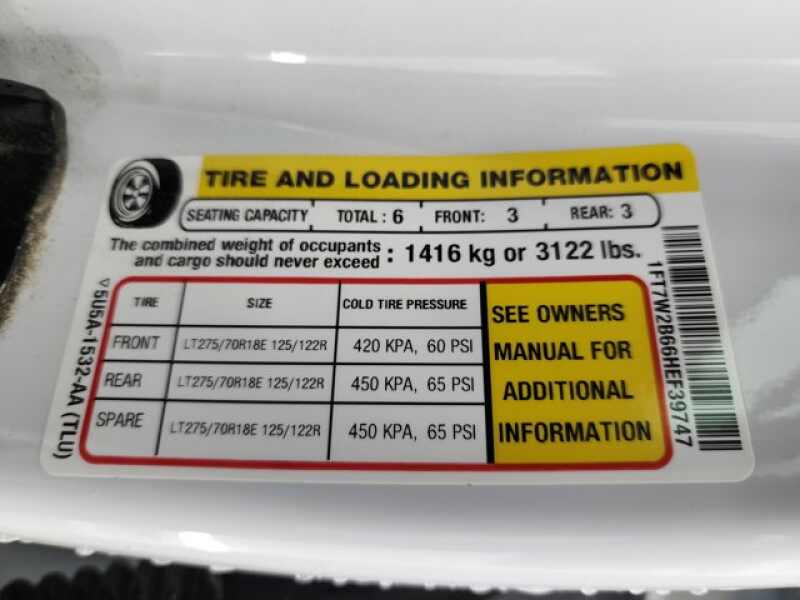 TIRE AND LOADING INFORMATION
SEATING CAPACITY TOTAL : 6 FRONT: 3 REAR: 3
The combined weight of occupants
and cargo should never exceed : 1416 kg or 3122 lbs.
TIRE SIZE COLD TIRE PRESSURE
FRONT LT275/70R18E 125/122R 420 KPA, 60 PSI
REAR LT275/70R18E 125/122R 450 KPA, 65 PSI
SPARE LT275/70R18E 125/122R 450 KPA, 65 PSI
SEE OWNERS
MANUAL FOR
ADDITIONAL
INFORMATION
5U5A-1532-AA (TLU)
1FT7W2B66HEF39747